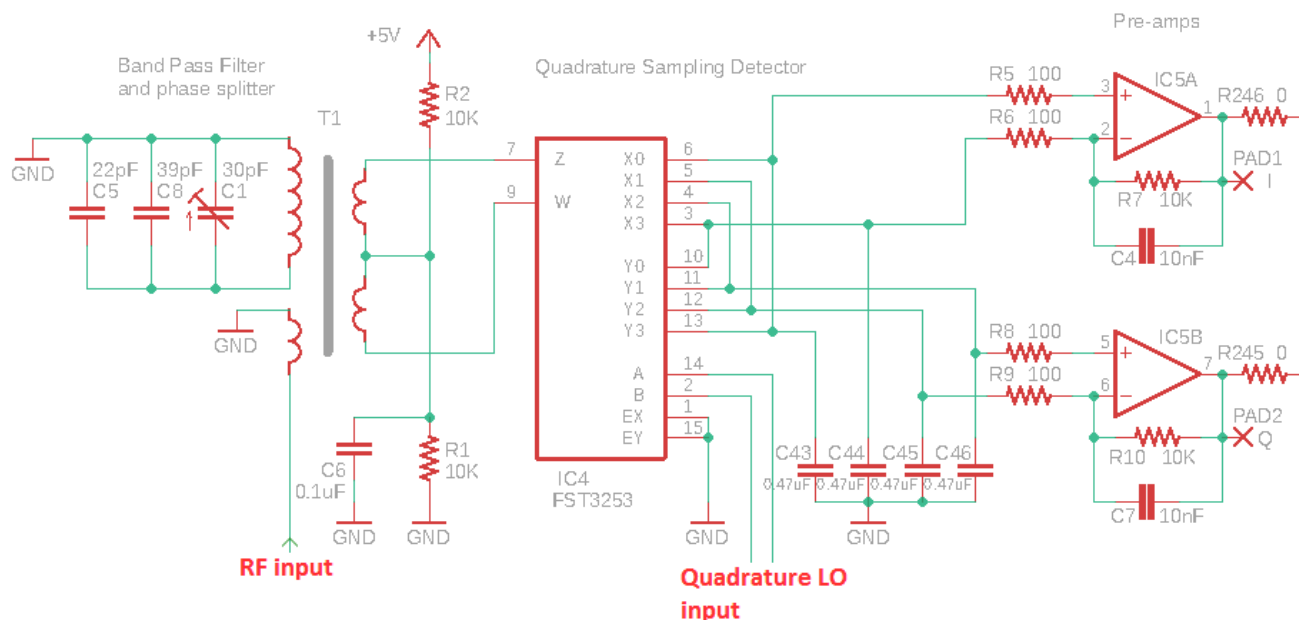 Pre-amps
+5V
Band Pass Filter
and phase splitter
Quadrature Sampling Detector
T1
R2
10K
R5 100
IC5A
R246 0
3
+
1
R6 100
2
−
GND
22pF
C5
39pF
C8
30pF
C1
7
Z
9
W
X0
6
X1
5
X2
4
X3
3
PAD1
I
R7 10K
C4 10nF
Y0
10
Y1
11
Y2
12
Y3
13
GND
R8 100
IC5B
R245 0
5
+
7
R9 100
6
−
A
14
B
2
EX
1
EY
15
PAD2
Q
R10 10K
C7 10nF
C6
0.1uF
R1
10K
C43
0.47uF
C44
0.47uF
C45
0.47uF
C46
0.47uF
IC4
FST3253
GND
GND
GND
GND
RF input
Quadrature LO
input